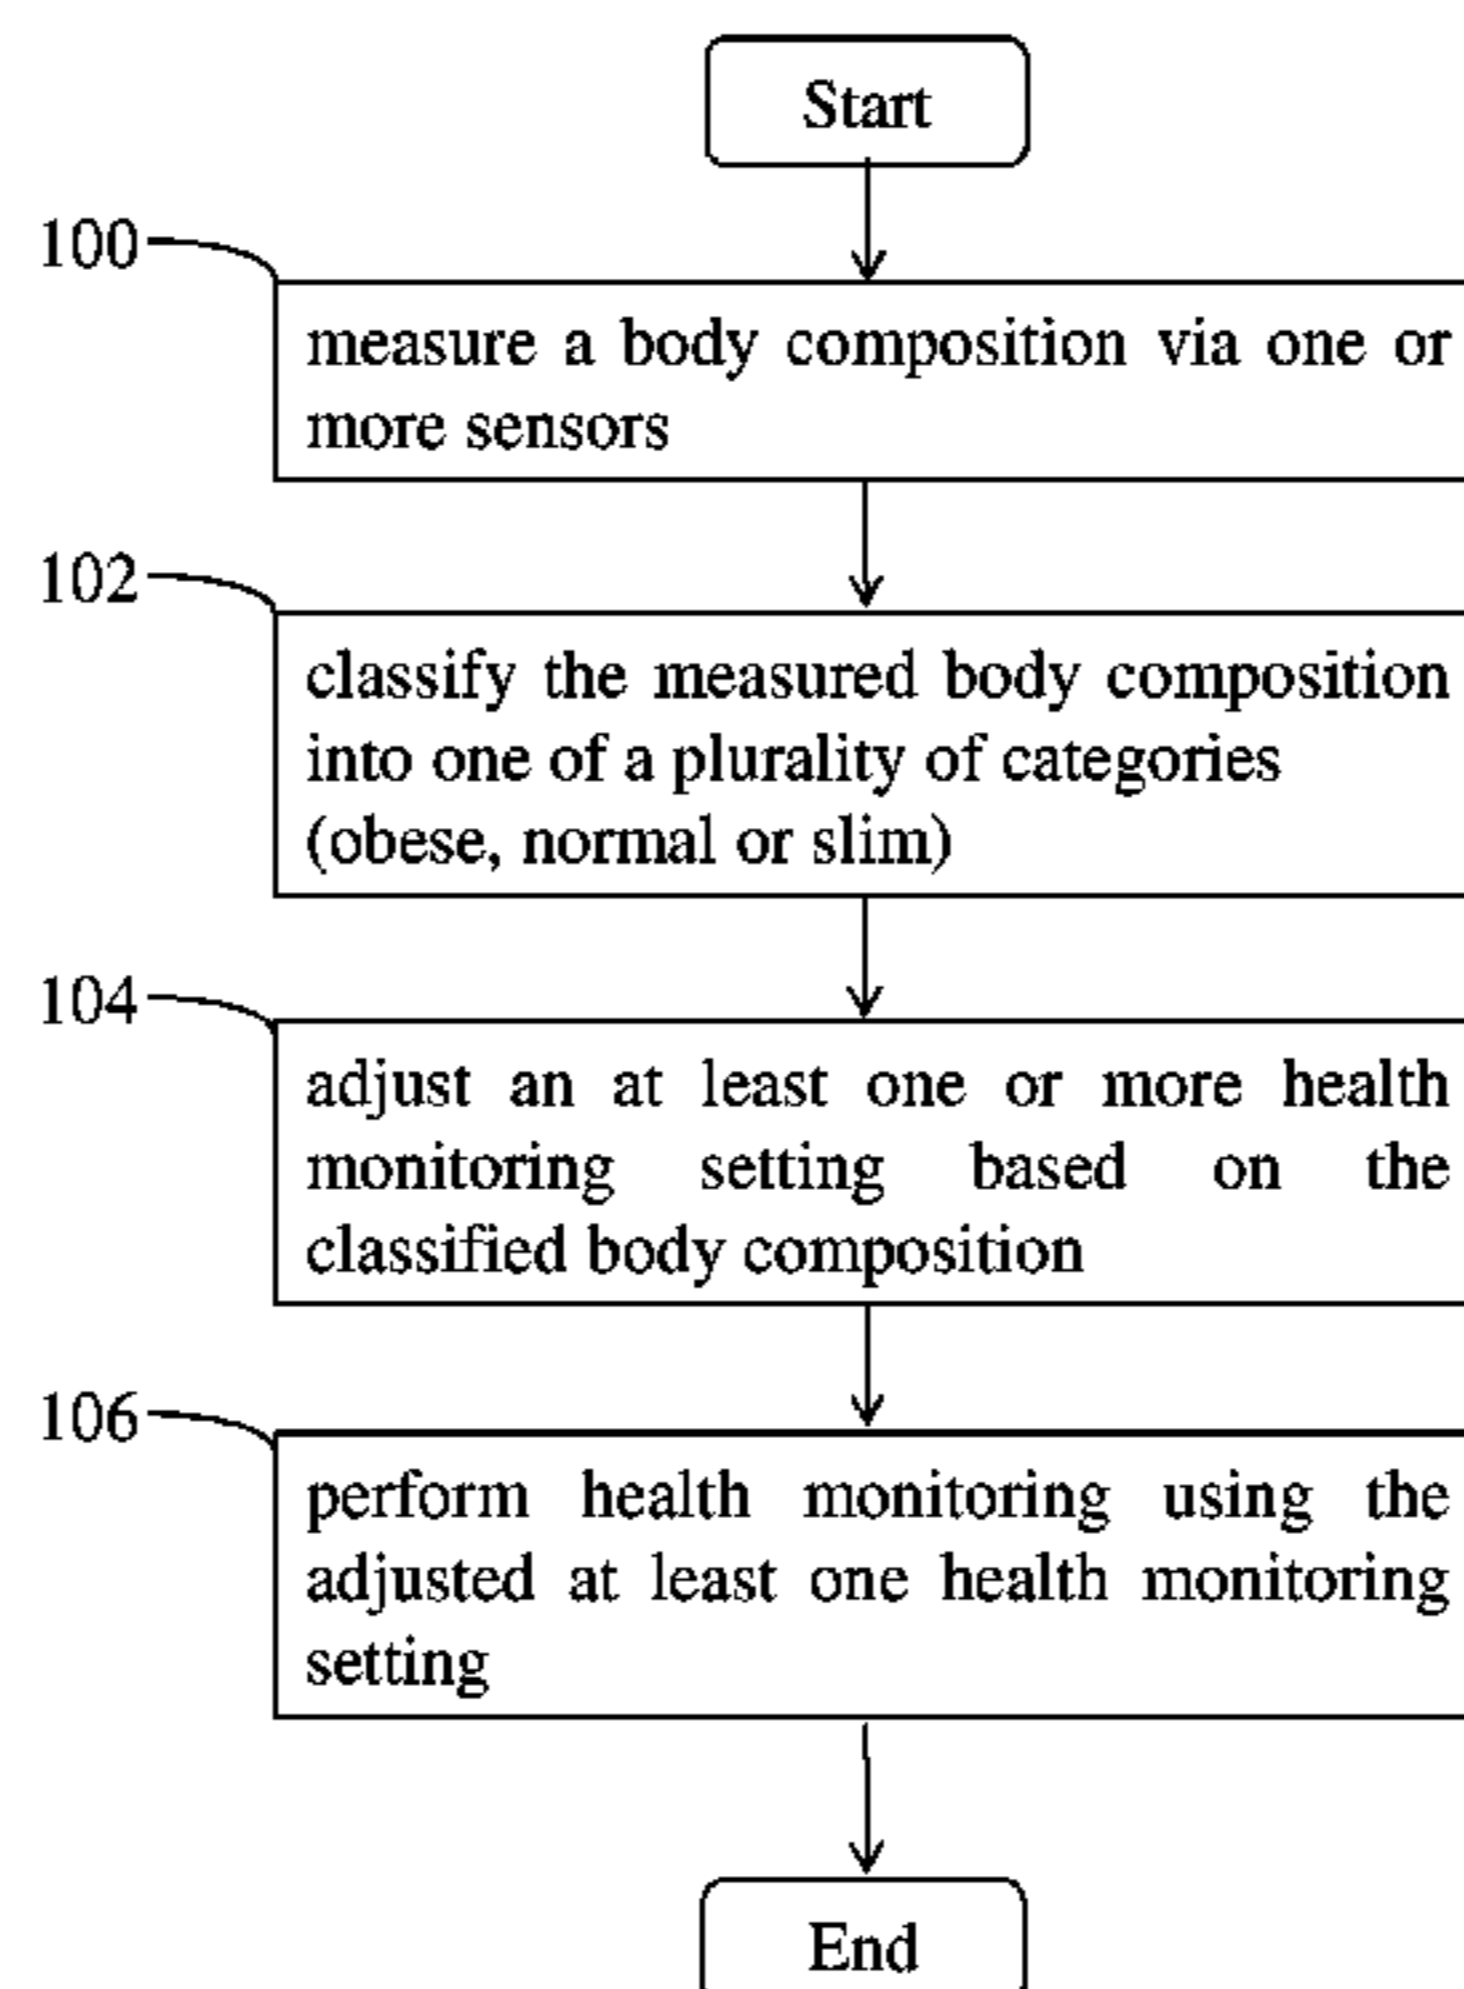 Start
100
measure a body composition via one or
more sensors
102
classify the measured body composition
into one of a plurality of categories
(obese, normal or slim)
104
adjust an at least one or more health
monitoring setting based on the
classified body composition
106
perform health monitoring using the
adjusted at least one health monitoring
setting
End